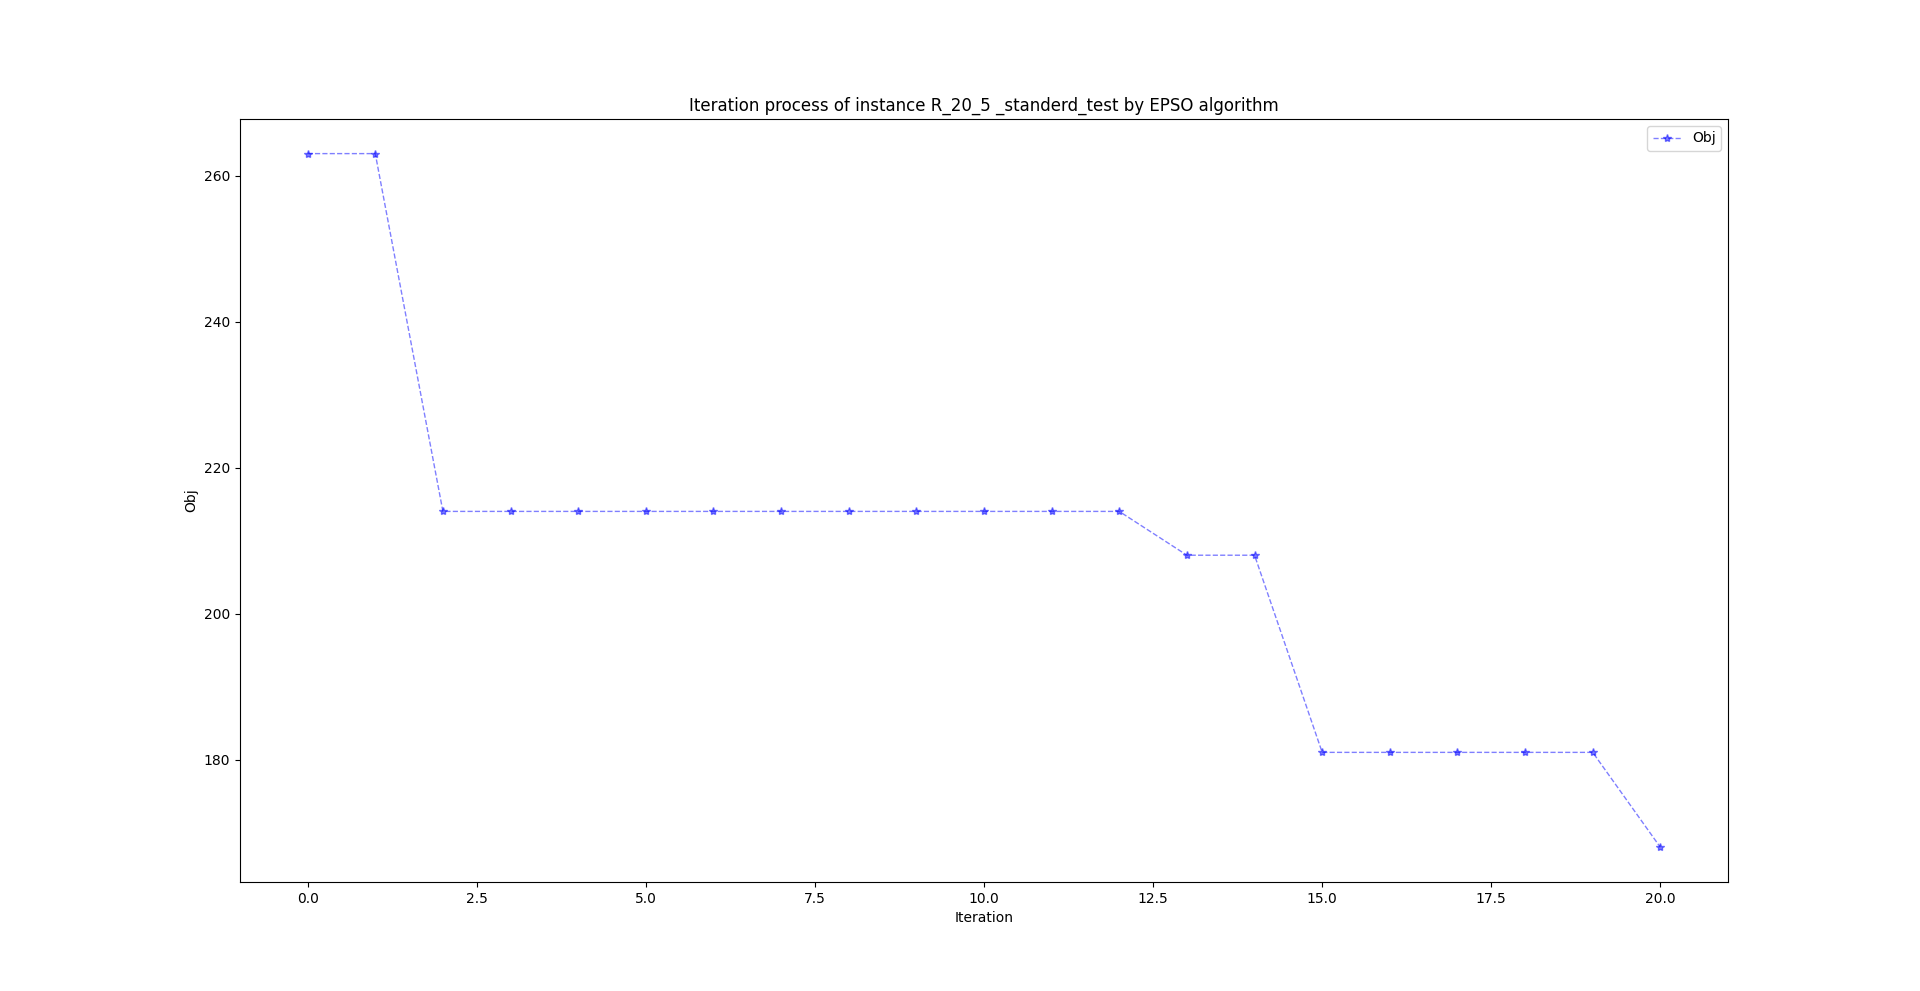 Iteration process of instance R_20_5 _standerd_test by EPSO algorithm
Obj
260
240
220
200
180
Obj
0.0 2.5 5.0 7.5 10.0 12.5 15.0 17.5 20.0
Iteration